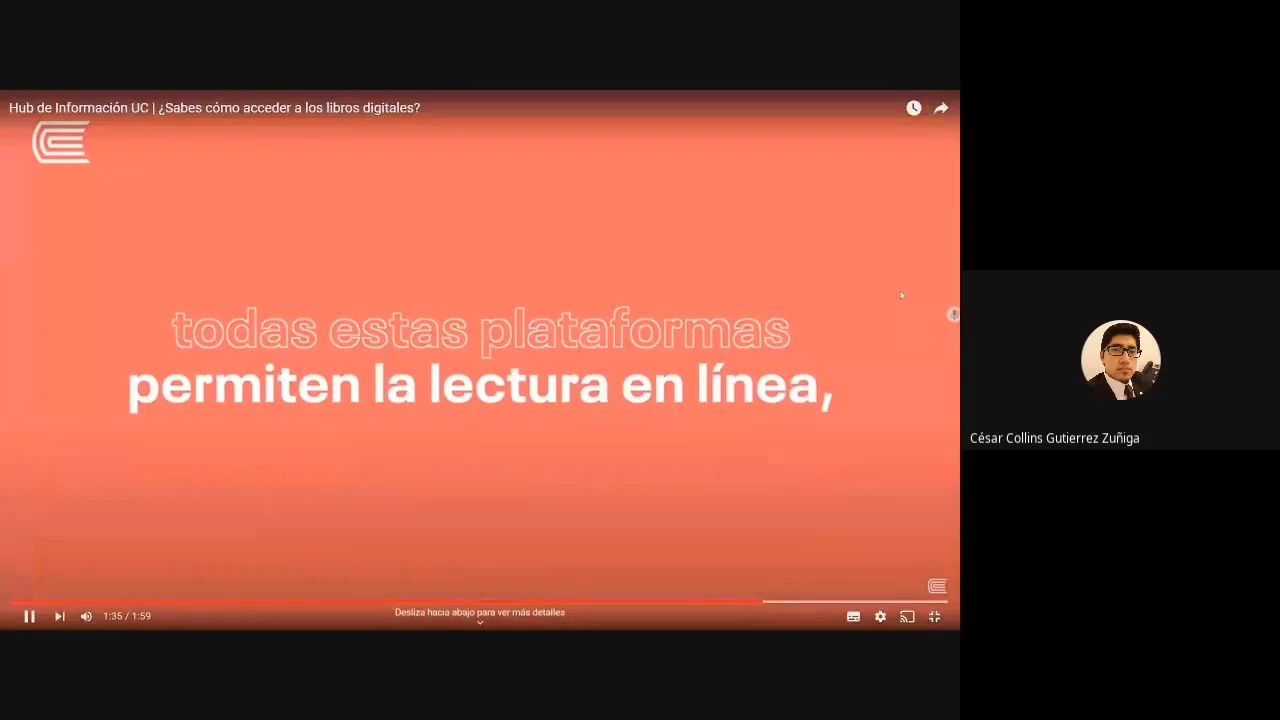 Hub de Información UC | ¿Sabes cómo acceder a los libros digitales?
todas estas plataformas
permiten la lectura en línea,
César Collins Gutierrez Zuñiga
1:35 / 1:59
Desliza hacia abajo para ver más detalles